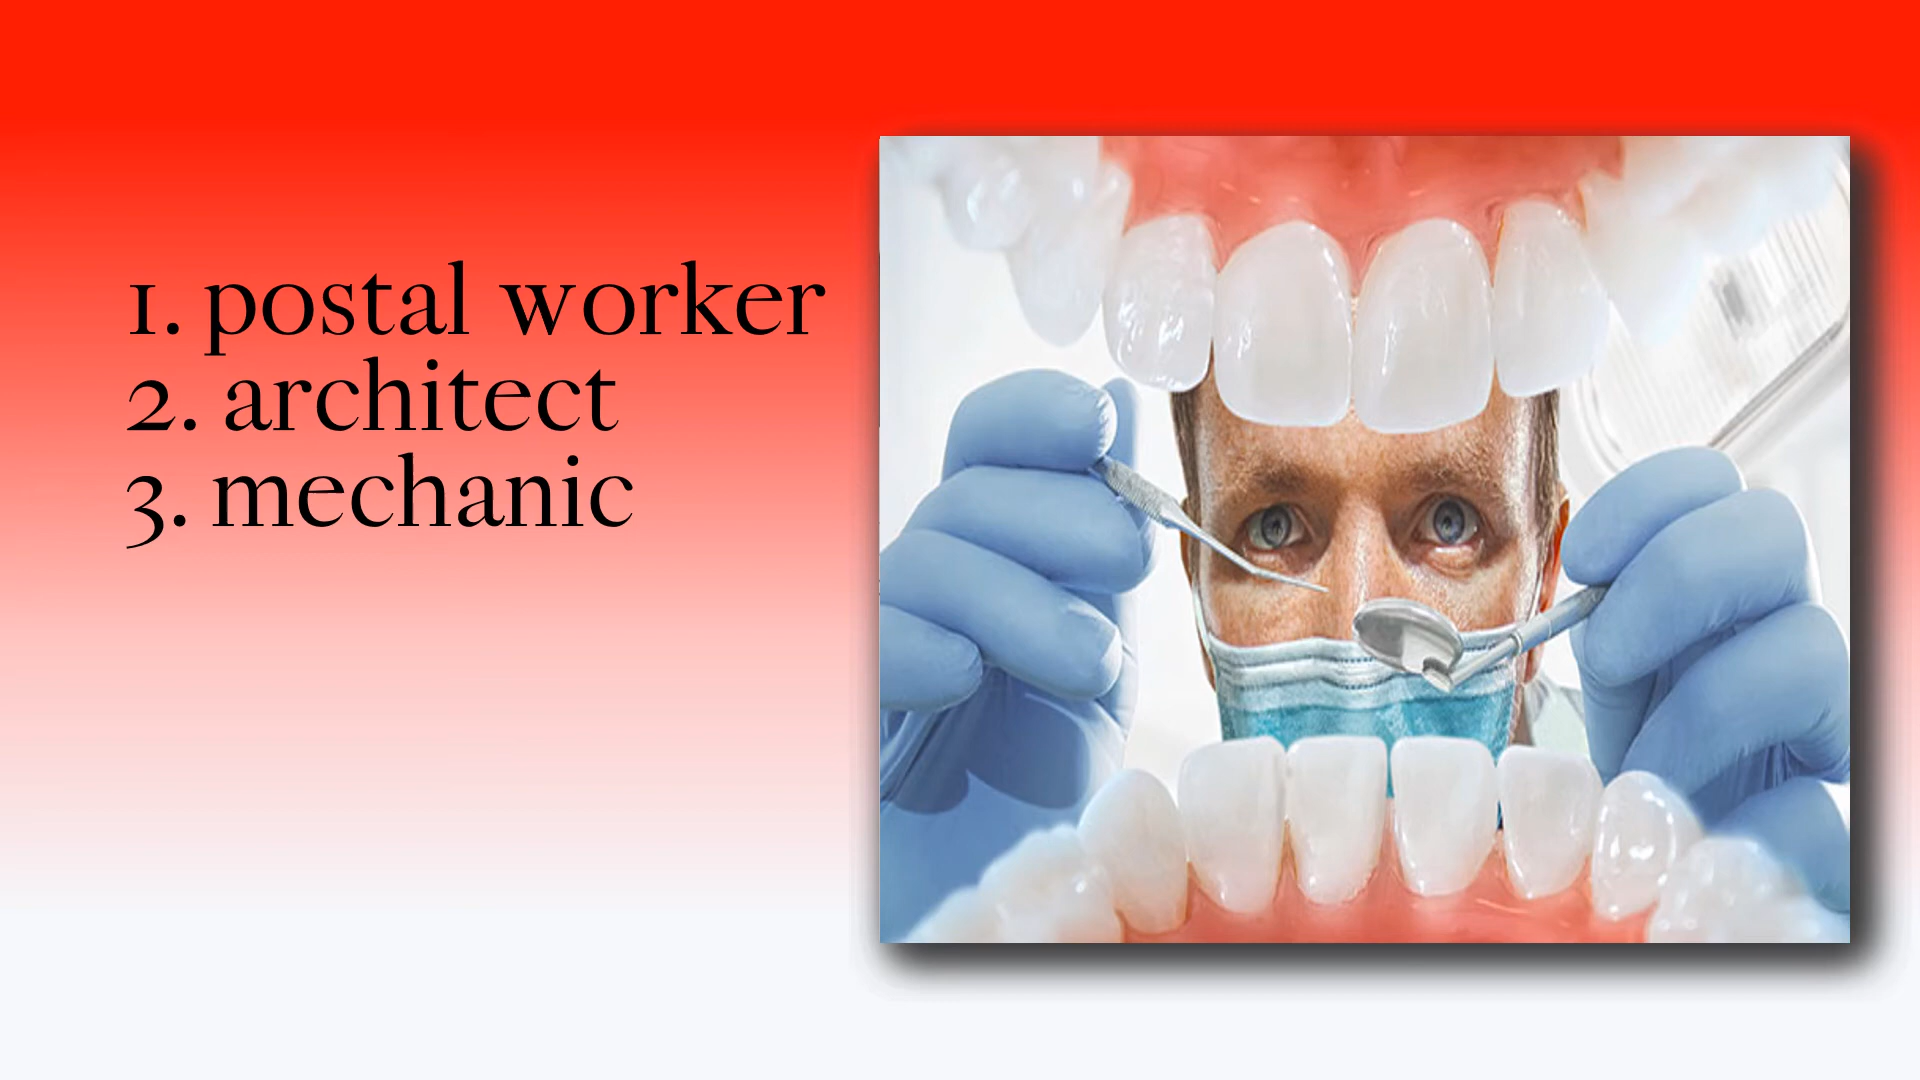 1. postal worker
2. architect
3. mechanic